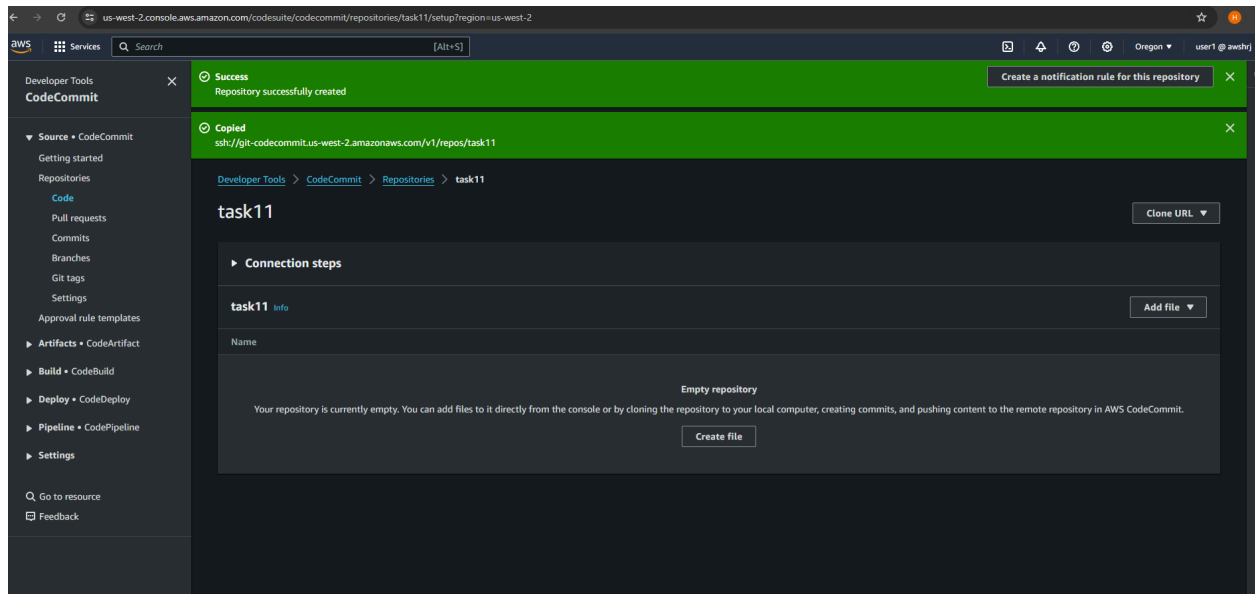 us-west-2.console.aws.amazon.com/codesuite/codecommit/repositories/task11/setup?region=us-west-2
H
aws
Services
Search
[Alt+S]
Oregon ▼
user1 @ awshrj
Developer Tools
CodeCommit
Source • CodeCommit
Getting started
Repositories
Code
Pull requests
Commits
Branches
Git tags
Settings
Approval rule templates
Artifacts • CodeArtifact
Build • CodeBuild
Deploy • CodeDeploy
Pipeline • CodePipeline
Settings
Go to resource
Feedback
Success
Repository successfully created
Create a notification rule for this repository
Copied
ssh://git-codecommit.us-west-2.amazonaws.com/v1/repos/task11
Developer Tools > CodeCommit > Repositories > task11
task11
Clone URL ▼
Connection steps
task11 Info
Add file ▼
Name
Empty repository
Your repository is currently empty. You can add files to it directly from the console or by cloning the repository to your local computer, creating commits, and pushing content to the remote repository in AWS CodeCommit.
Create file